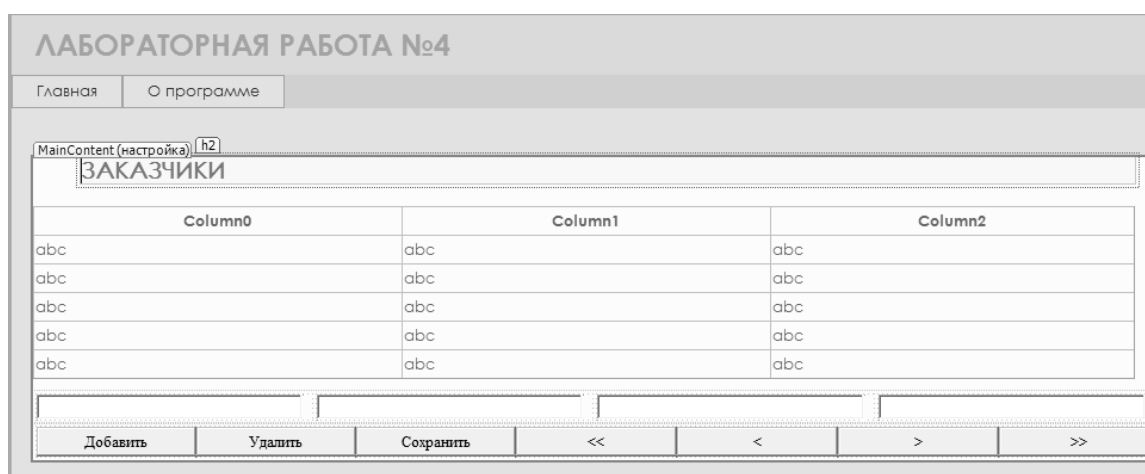 ЛАБОРАТОРНАЯ РАБОТА №4
Главная О программе
MainContent (настройка) h2
ЗАКАЗЧИКИ
Column0 Column1 Column2
abc abc abc
abc abc abc
abc abc abc
abc abc abc
abc abc abc
Добавить Удалить Сохранить << < > >>